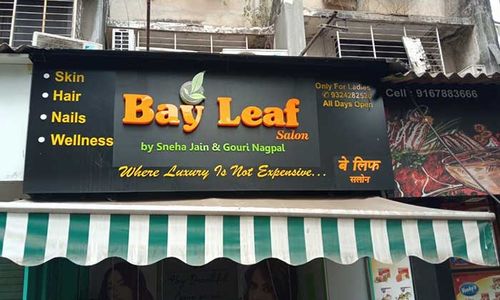 • Skin
• Hair
• Nails
• Wellness
Bay Leaf
Salon
by Sneha Jain & Gouri Nagpal
Where Luxury Is Not Expensive...
Only For Ladies
All Days Open
बे लिफ
सलोन
Cell : 9167883666